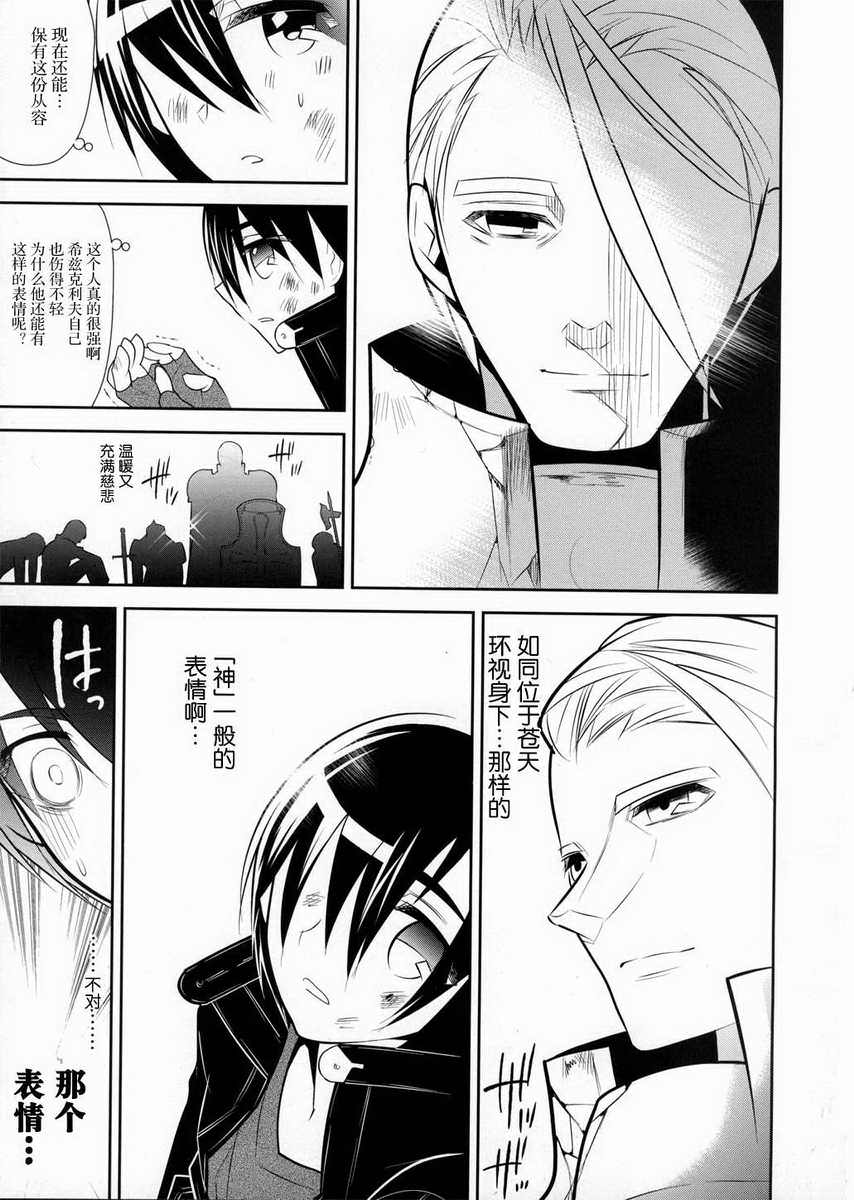 现在还能…
保有这份从容
这个人真的很强啊
希兹克利夫自己
也伤得不轻
为什么他还能有
这样的表情呢?
温暖又
充满慈悲
如同位于苍天
环视身下…那样的
「神」一般的
表情啊…
はっ
……不对……
那个
表情…